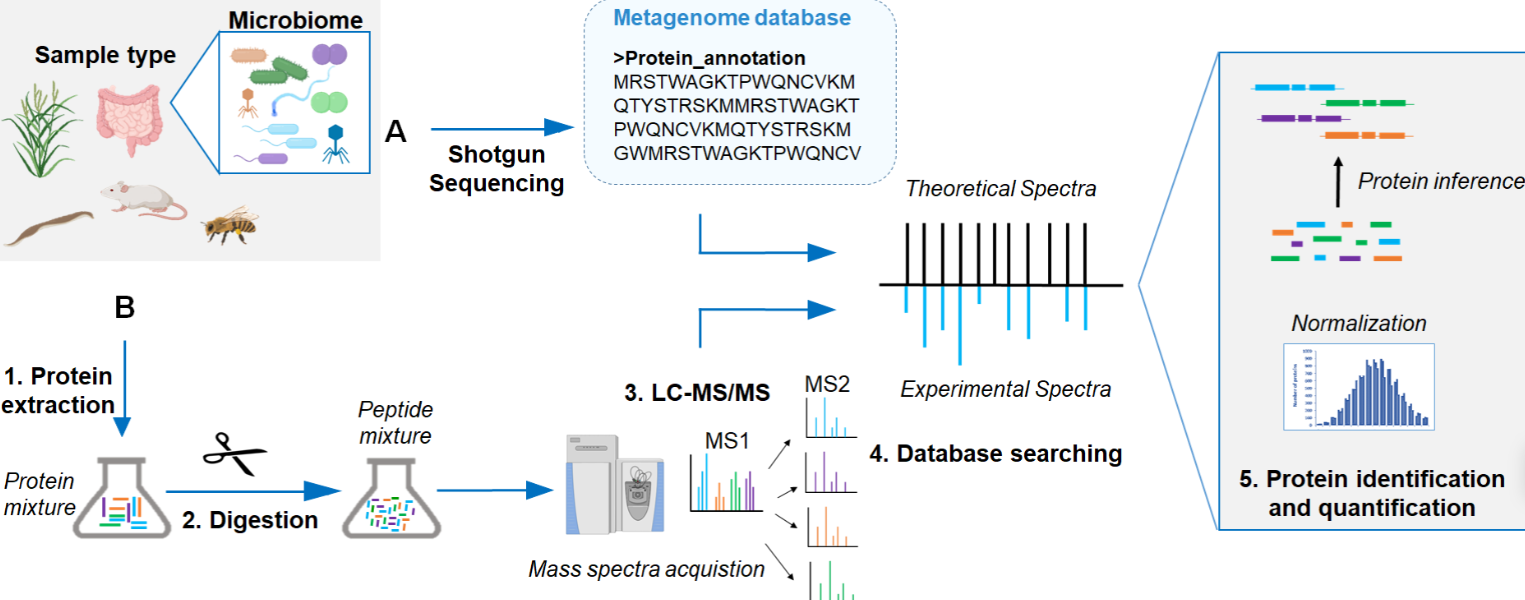 Microbiome
Sample type
A
Shotgun
Sequencing
Metagenome database
>Protein_annotation
MRSTWAGKTPWQNCVKM
QTYSTRSKMMRSTWAGKT
PWQNCVKMQTYSTRSKM
GWMRSTWAGKTPWQNCV
B
1. Protein
extraction
Protein
mixture
2. Digestion
Peptide
mixture
3. LC-MS/MS
MS1
MS2
Mass spectra acquistion
Theoretical Spectra
Experimental Spectra
4. Database searching
Protein inference
Normalization
5. Protein identification
and quantification